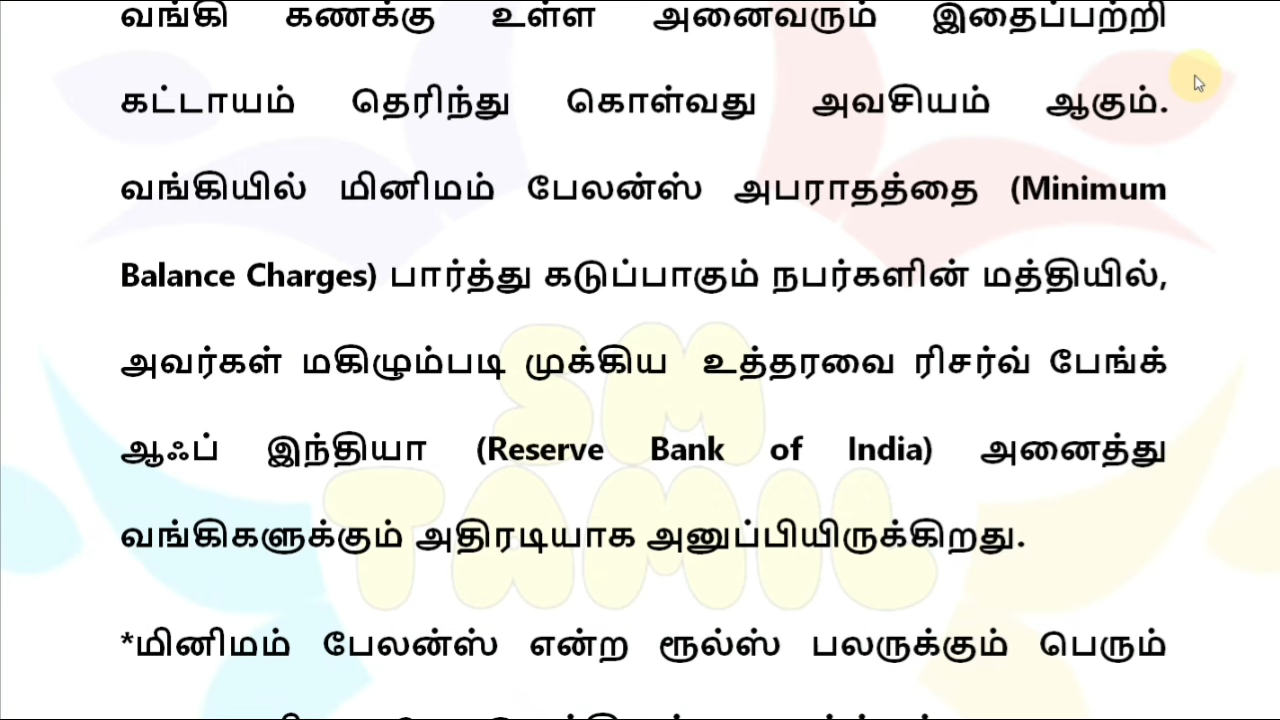 வங்கி கணக்கு உள்ள அனைவரும் இதைப்பற்றி
கட்டாயம் தெரிந்து கொள்வது அவசியம் ஆகும்.
வங்கியில் மினிமம் பேலன்ஸ் அபராதத்தை (Minimum
Balance Charges) பார்த்து கடுப்பாகும் நபர்களின் மத்தியில்,
அவர்கள் மகிழும்படி முக்கிய உத்தரவை ரிசர்வ் பேங்க்
ஆஃப் இந்தியா (Reserve Bank of India) அனைத்து
வங்கிகளுக்கும் அதிரடியாக அனுப்பியிருக்கிறது.
*மினிமம் பேலன்ஸ் என்ற ரூல்ஸ் பலருக்கும் பெரும்
SM
TAMIL